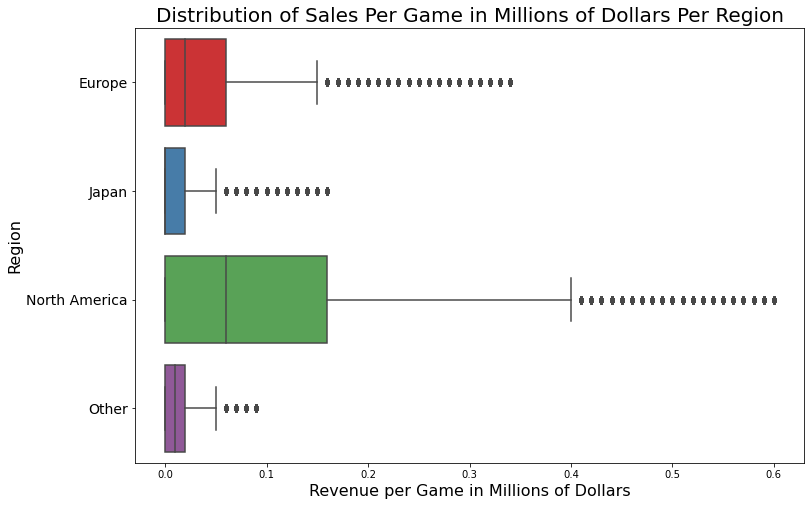 Distribution of Sales Per Game in Millions of Dollars Per Region
Europe
Japan
North America
Other
Region
0.0 0.1 0.2 0.3 0.4 0.5 0.6
Revenue per Game in Millions of Dollars